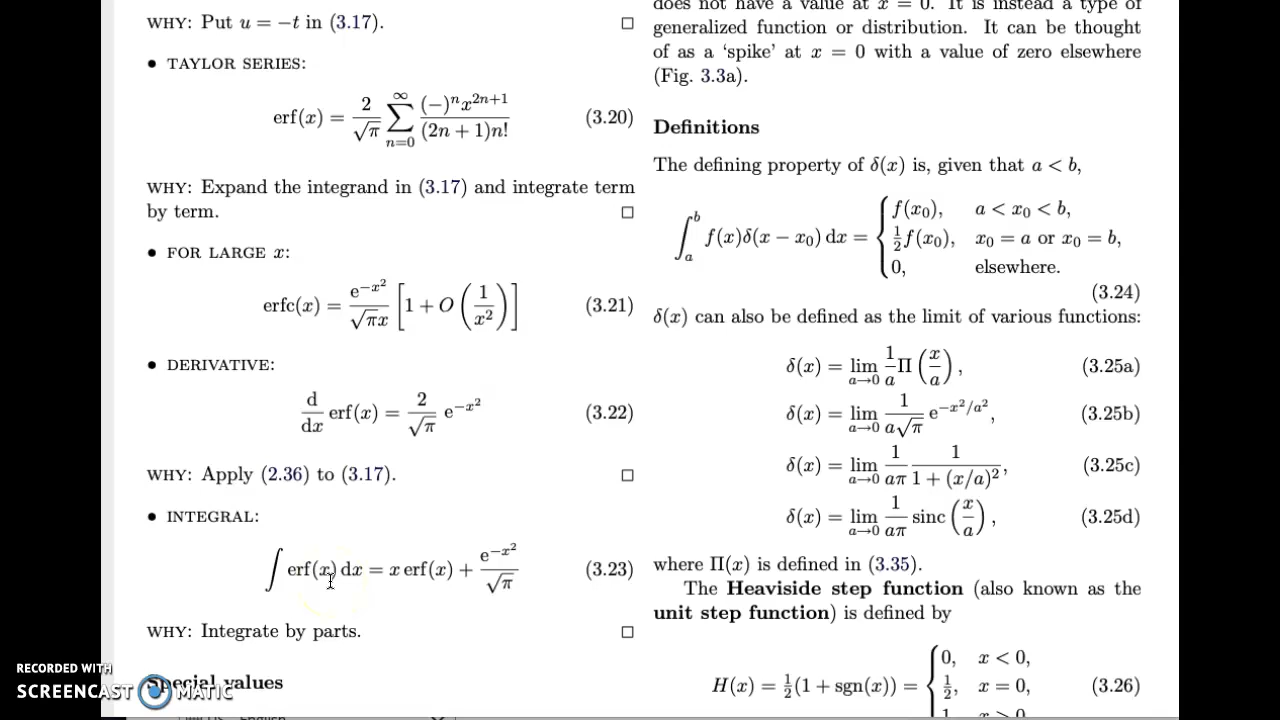 WHY: Put u = −t in (3.17). □
• TAYLOR SERIES:
erf(x) = 2/√π ∑_{n=0}^{∞} (−)^n x^{2n+1} / (2n + 1)n! (3.20)
WHY: Expand the integrand in (3.17) and integrate term
by term. □
• FOR LARGE x:
erfc(x) = e^{−x²}/√πx [1 + O(1/x²)] (3.21)
• DERIVATIVE:
d/dx erf(x) = 2/√π e^{−x²} (3.22)
WHY: Apply (2.36) to (3.17). □
• INTEGRAL:
∫ erf(x) dx = x erf(x) + e^{−x²}/√π (3.23)
WHY: Integrate by parts. □
Special values
does not have a value at x = 0. It is instead a type of
generalized function or distribution. It can be thought
of as a ‘spike’ at x = 0 with a value of zero elsewhere
(Fig. 3.3a).
Definitions
The defining property of δ(x) is, given that a < b,
∫_a^b f(x)δ(x − x₀) dx = { f(x₀), a < x₀ < b,
½f(x₀), x₀ = a or x₀ = b,
0, elsewhere.
(3.24)
δ(x) can also be defined as the limit of various functions:
δ(x) = lim_{a→0} 1/a Π(x/a), (3.25a)
δ(x) = lim_{a→0} 1/a√π e^{−x²/a²}, (3.25b)
δ(x) = lim_{a→0} 1/aπ 1/1 + (x/a)², (3.25c)
δ(x) = lim_{a→0} 1/aπ sinc(x/a), (3.25d)
where Π(x) is defined in (3.35).
The Heaviside step function (also known as the
unit step function) is defined by
H(x) = ½(1 + sgn(x)) = { 0, x < 0,
½, x = 0, (3.26)
1, x > 0
RECORDED WITH
SCREENCAST MATIC